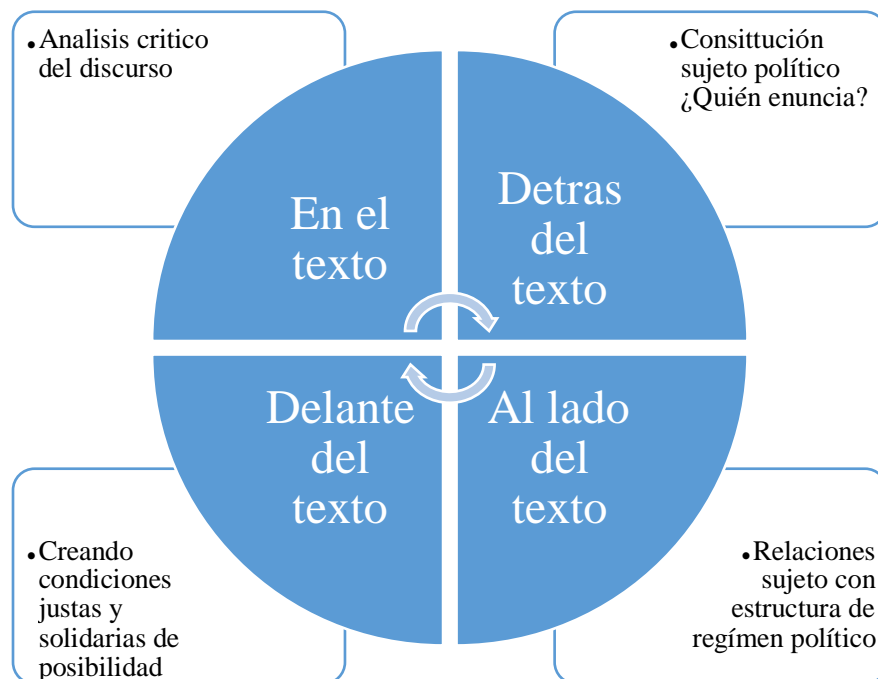 •Analisis critico
del discurso
•Consittución
sujeto político
¿Quién enuncia?
En el
texto
Detras
del
texto
Delante
del
texto
Al lado
del
texto
•Creando
condiciones
justas y
solidarias de
posibilidad
•Relaciones
sujeto con
estructura de
regímen político